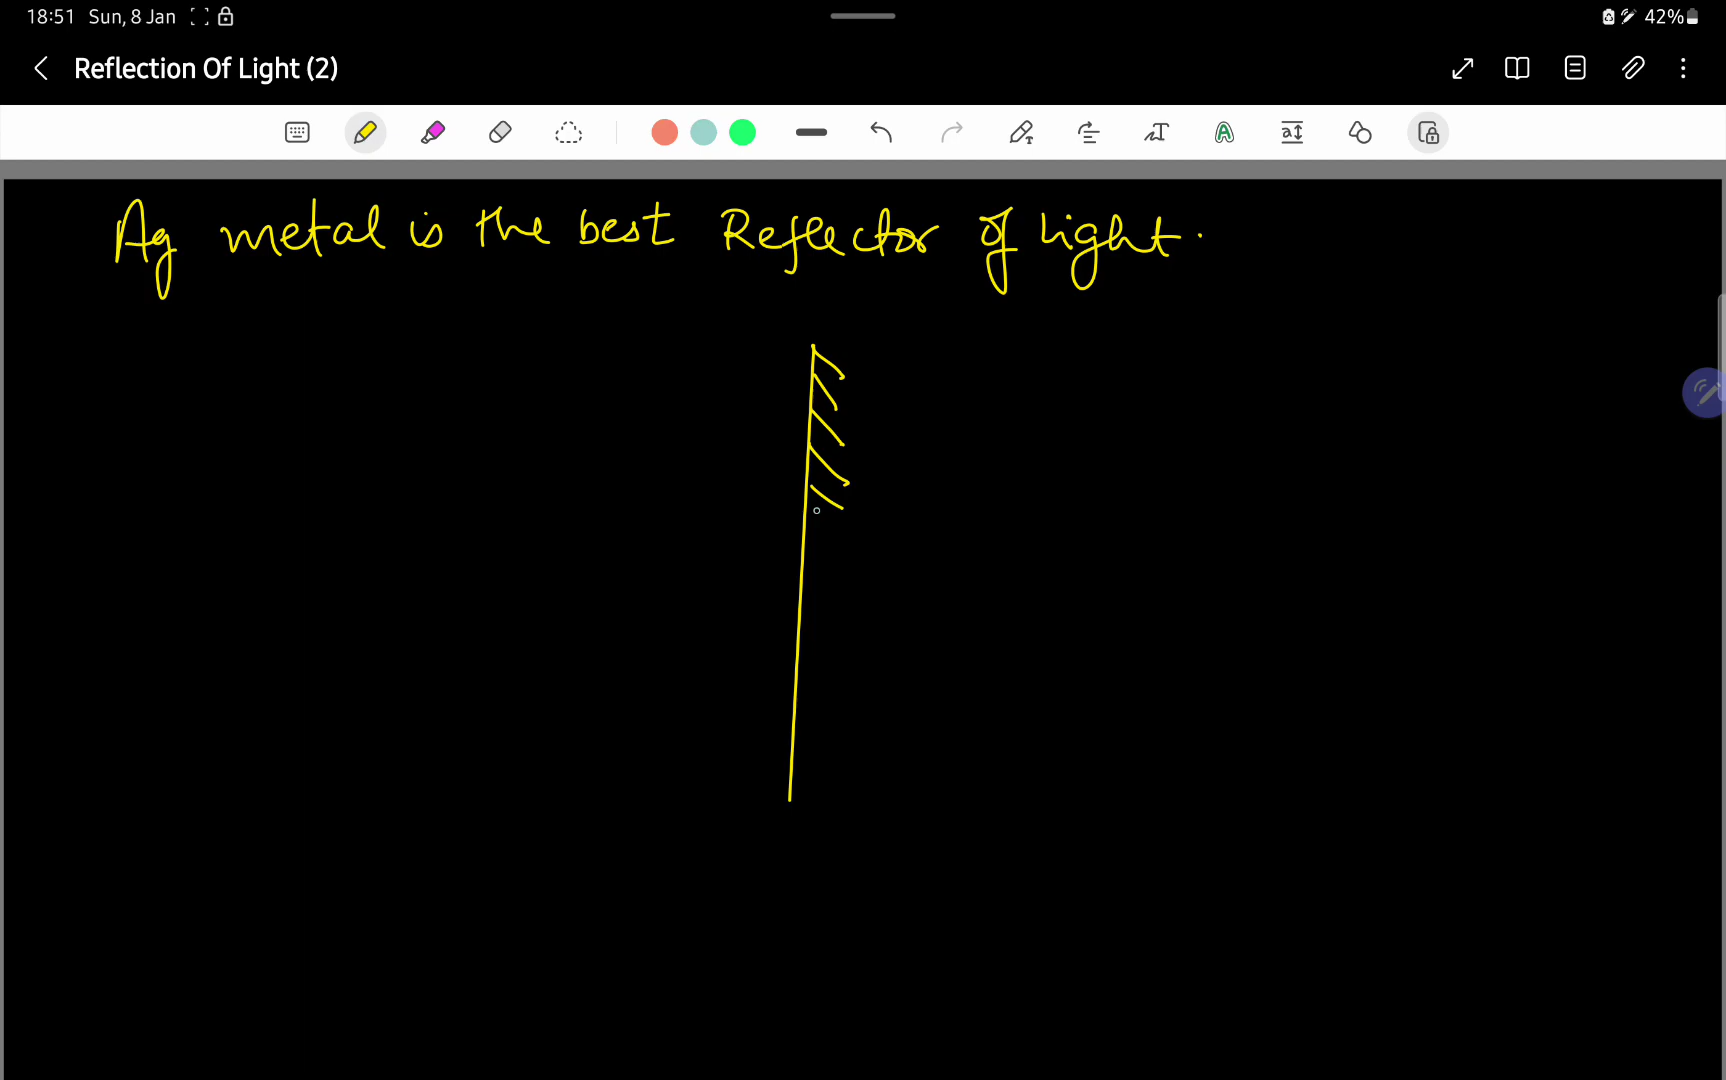 18:51 Sun, 8 Jan
42%
Reflection Of Light (2)
Ag metal is the best Reflector of Light.